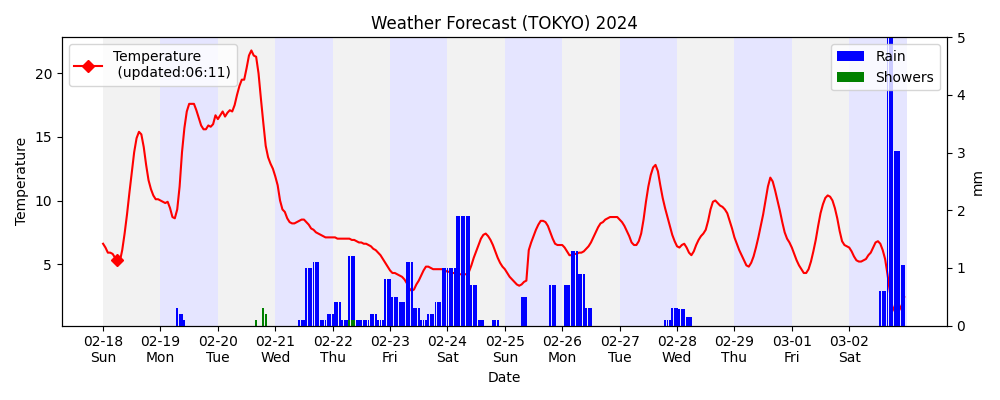 Weather Forecast (TOKYO) 2024
Temperature
(updated:06:11)
Rain
Showers
20
15
10
5
Temperature
5
4
3
2
1
0
mm
02-18 02-19 02-20 02-21 02-22 02-23 02-24 02-25 02-26 02-27 02-28 02-29 03-01 03-02
Sun Mon Tue Wed Thu Fri Sat Sun Mon Tue Wed Thu Fri Sat
Date